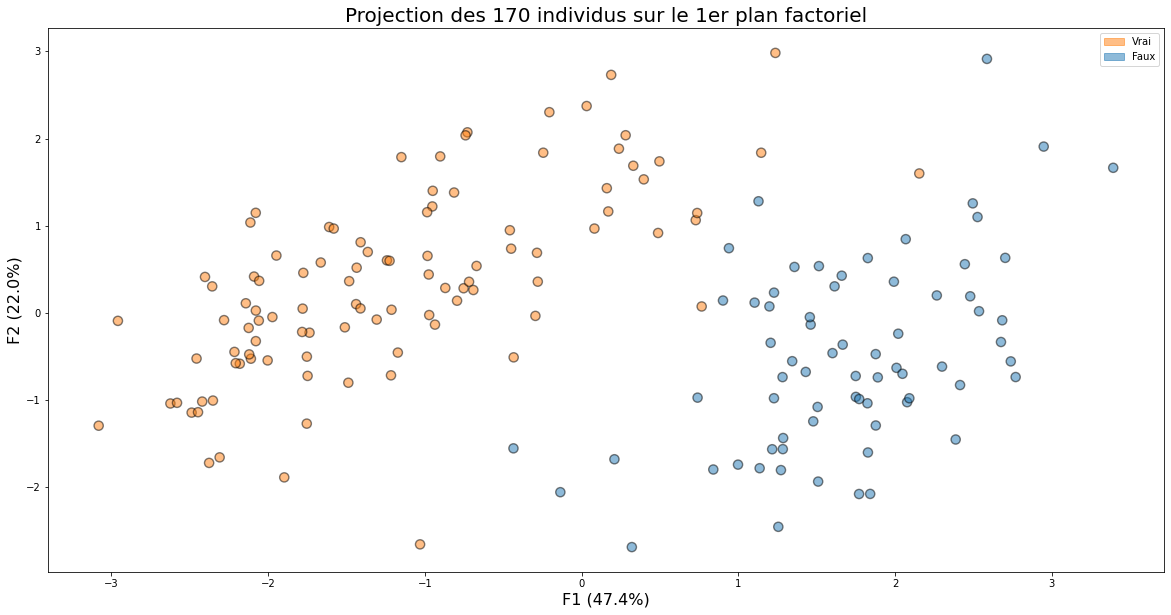 Projection des 170 individus sur le 1er plan factoriel
Vrai
Faux
3
2
1
0
−1
−2
F2 (22.0%)
−3
−2
−1
0
1
2
3
F1 (47.4%)